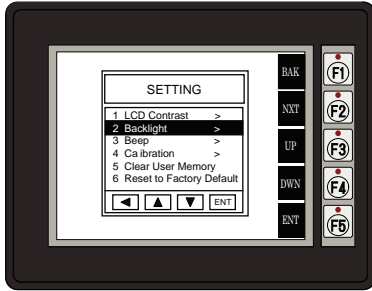 SETTING
1 LCD Contrast >
2 Backlight >
3 Beep >
4 Ca ibration >
5 Clear User Memory
6 Reset to Factory Default
ENT
BAK
NXT
UP
DWN
ENT
F1
F2
F3
F4
F5